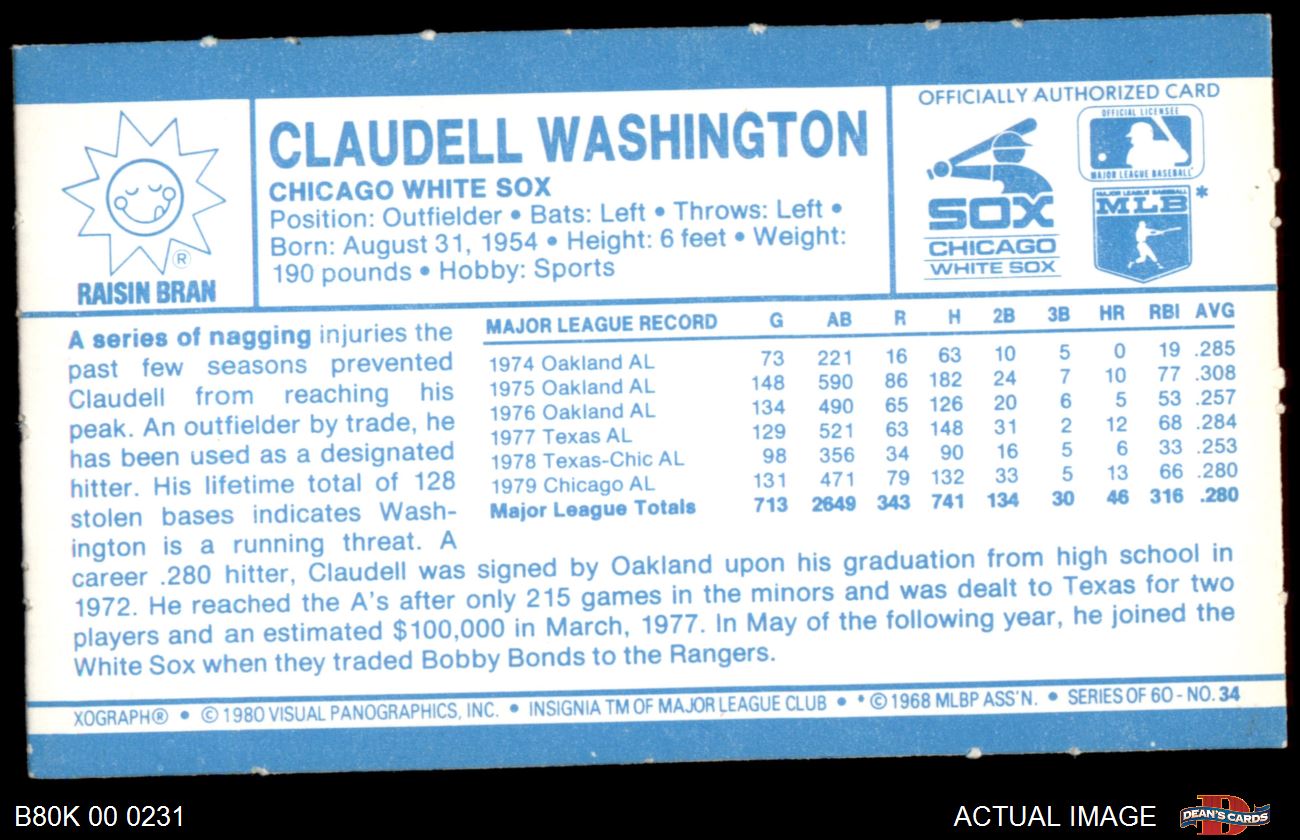 OFFICIALLY AUTHORIZED CARD
CLAUDELL WASHINGTON
CHICAGO WHITE SOX
Position: Outfielder • Bats: Left • Throws: Left •
Born: August 31, 1954 • Height: 6 feet • Weight:
190 pounds • Hobby: Sports
®
RAISIN BRAN
SOX
CHICAGO
WHITE SOX
OFFICIAL LICENSEE
MAJOR LEAGUE BASEBALL
MAJOR LEAGUE BASEBALL
MLB *
MAJOR LEAGUE RECORD G AB R H 2B 3B HR RBI AVG
1974 Oakland AL 73 221 16 63 10 5 0 19 .285
1975 Oakland AL 148 590 86 182 24 7 10 77 .308
1976 Oakland AL 134 490 65 126 20 6 5 53 .257
1977 Texas AL 129 521 63 148 31 2 12 68 .284
1978 Texas-Chic AL 98 356 34 90 16 5 6 33 .253
1979 Chicago AL 131 471 79 132 33 5 13 66 .280
Major League Totals 713 2649 343 741 134 30 46 316 .280
A series of nagging injuries the
past few seasons prevented
Claudell from reaching his
peak. An outfielder by trade, he
has been used as a designated
hitter. His lifetime total of 128
stolen bases indicates Wash-
ington is a running threat. A
career .280 hitter, Claudell was signed by Oakland upon his graduation from high school in
1972. He reached the A's after only 215 games in the minors and was dealt to Texas for two
players and an estimated $100,000 in March, 1977. In May of the following year, he joined the
White Sox when they traded Bobby Bonds to the Rangers.
XOGRAPH® • © 1980 VISUAL PANOGRAPHICS, INC. • INSIGNIA TM OF MAJOR LEAGUE CLUB • * © 1968 MLBP ASS'N. • SERIES OF 60 - NO. 34
B80K 00 0231
ACTUAL IMAGE
DEAN'S CARDS